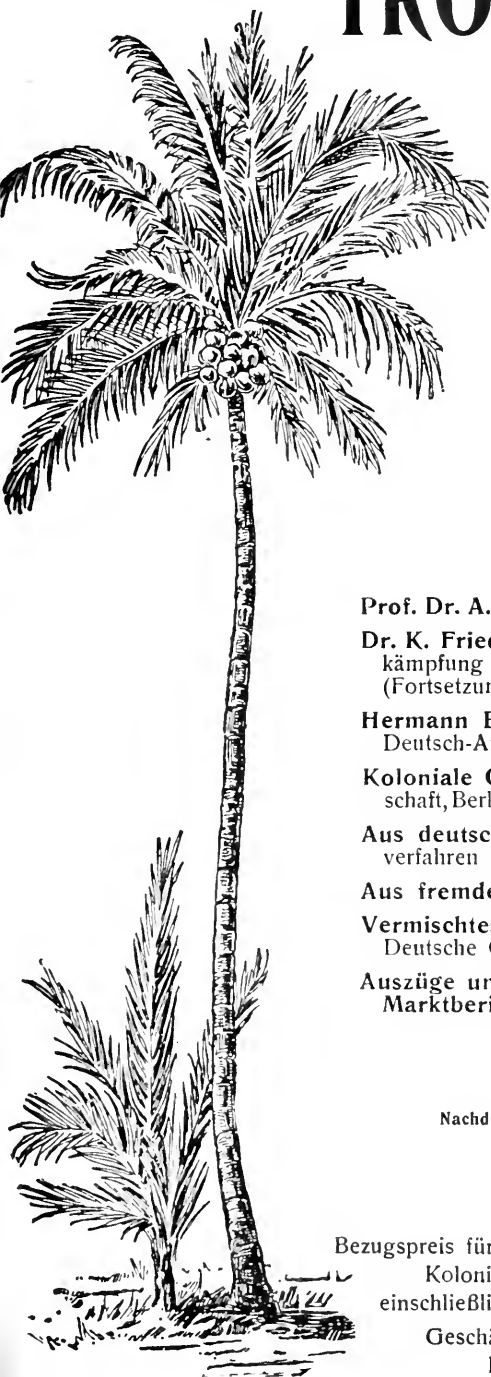 TRO
Prof. Dr. A.
Dr. K. Fried
kämpfung
(Fortsetzun
Hermann
Deutsch-A
Koloniale
schaft, Berl
Aus deutsc
verfahren
Aus fremde
Vermischte
Deutsche
Auszüge un
Marktberi
Nachd
Bezugspreis für
Koloni
einschließli
Geschä